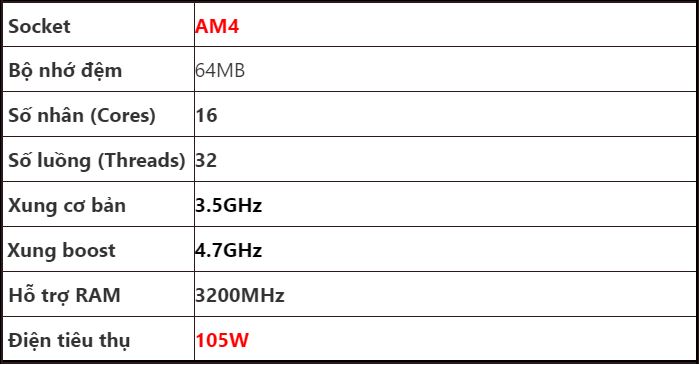 Socket AM4
Bộ nhớ đệm 64MB
Số nhân (Cores) 16
Số luồng (Threads) 32
Xung cơ bản 3.5GHz
Xung boost 4.7GHz
Hỗ trợ RAM 3200MHz
Điện tiêu thụ 105W